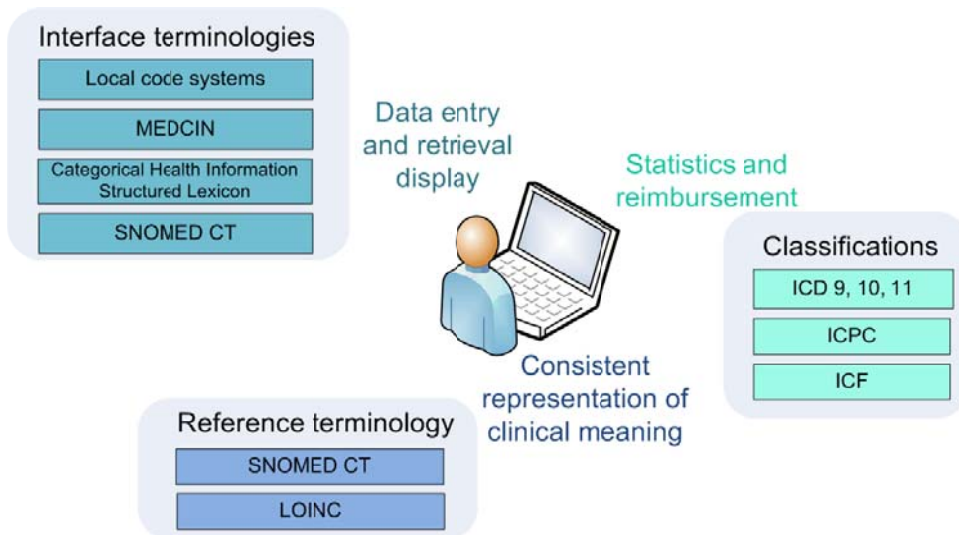 Interface terminologies
Local code systems
MEDCIN
Categorical Health Information
Structured Lexicon
SNOMED CT
Data entry
and retrieval
display
Statistics and
reimbursement
Classifications
ICD 9, 10, 11
ICPC
ICF
Consistent
representation of
clinical meaning
Reference terminology
SNOMED CT
LOINC